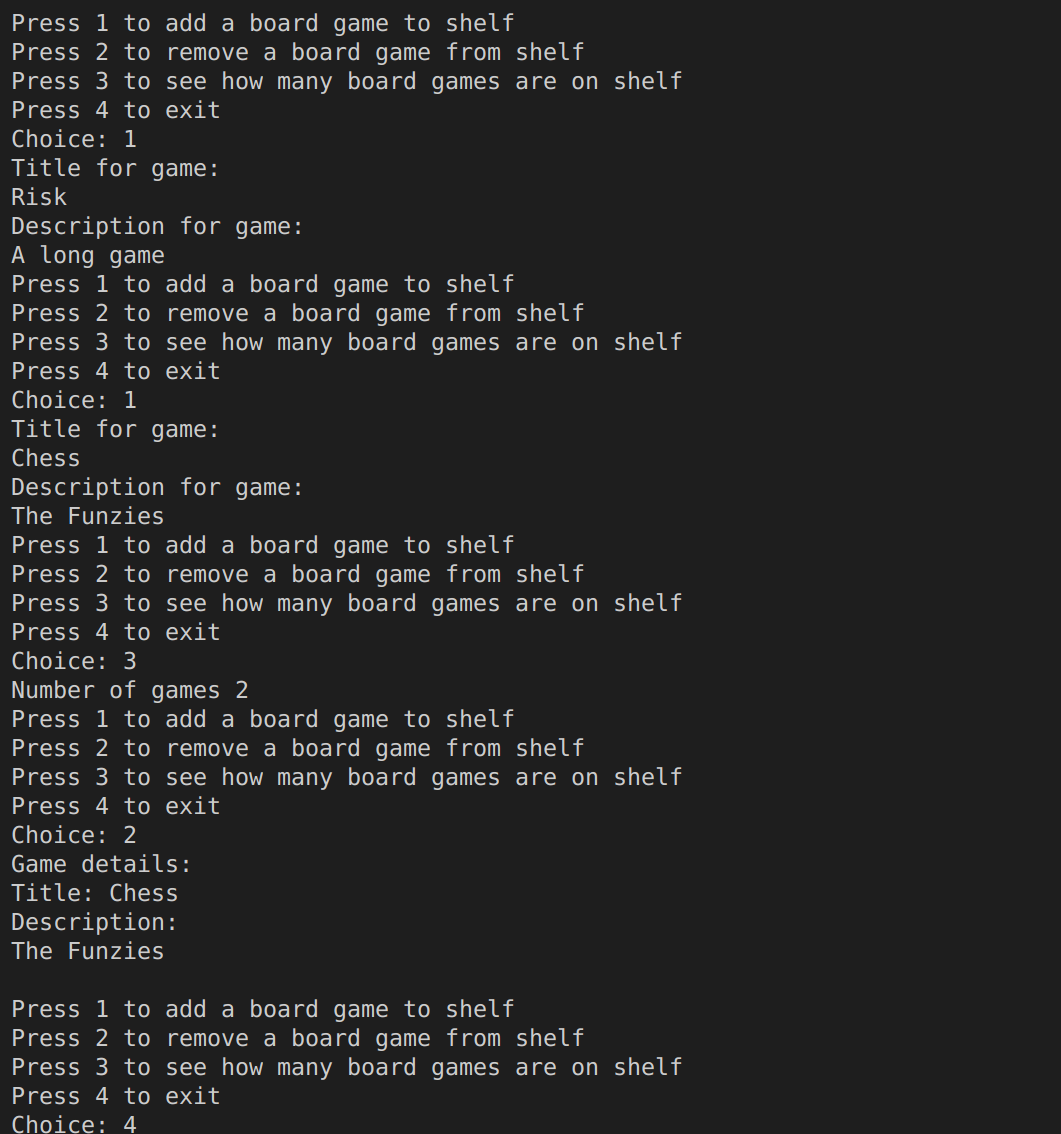 Press 1 to add a board game to shelf
Press 2 to remove a board game from shelf
Press 3 to see how many board games are on shelf
Press 4 to exit
Choice: 1
Title for game:
Risk
Description for game:
A long game
Press 1 to add a board game to shelf
Press 2 to remove a board game from shelf
Press 3 to see how many board games are on shelf
Press 4 to exit
Choice: 1
Title for game:
Chess
Description for game:
The Funzies
Press 1 to add a board game to shelf
Press 2 to remove a board game from shelf
Press 3 to see how many board games are on shelf
Press 4 to exit
Choice: 3
Number of games 2
Press 1 to add a board game to shelf
Press 2 to remove a board game from shelf
Press 3 to see how many board games are on shelf
Press 4 to exit
Choice: 2
Game details:
Title: Chess
Description:
The Funzies

Press 1 to add a board game to shelf
Press 2 to remove a board game from shelf
Press 3 to see how many board games are on shelf
Press 4 to exit
Choice: 4